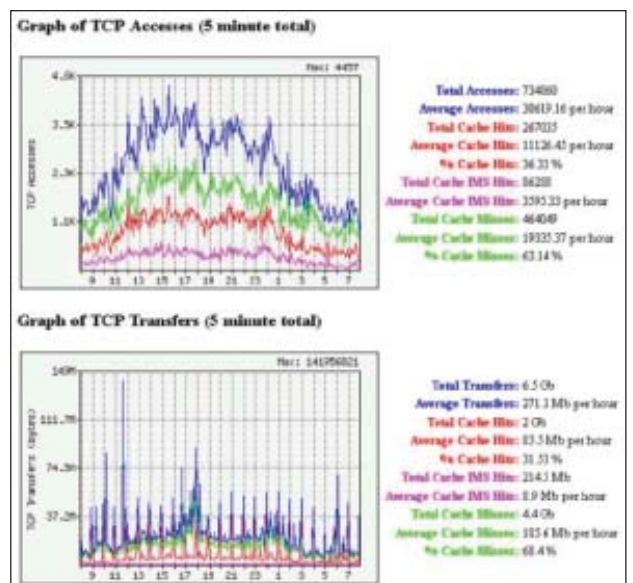 Graph of TCP Accesses (5 minute total)
Max: 4457
TCP Accesses
4.6K
3.5K
2.3K
1.1K
9 11 13 15 17 19 21 23 1 3 5 7
Total Accesses: 734860
Average Accesses: 30619.16 per hour
Total Cache Hits: 267035
Average Cache Hits: 11126.45 per hour
% Cache Hits: 36.33 %
Total Cache IMS Hits: 86288
Average Cache IMS Hits: 3595.33 per hour
Total Cache Misses: 464049
Average Cache Misses: 19335.37 per hour
% Cache Misses: 63.14 %
Graph of TCP Transfers (5 minute total)
Max: 141956821
TCP Transfers (bytes)
149M
111.7M
74.5M
37.2M
9 11 13 15 17 19 21 23 1 3 5 7
Total Transfers: 6.5 Gb
Average Transfers: 271.3 Mb per hour
Total Cache Hits: 2 Gb
Average Cache Hits: 85.5 Mb per hour
% Cache Hits: 31.53 %
Total Cache IMS Hits: 214.5 Mb
Average Cache IMS Hits: 8.9 Mb per hour
Total Cache Misses: 4.4 Gb
Average Cache Misses: 185.6 Mb per hour
% Cache Misses: 68.4 %